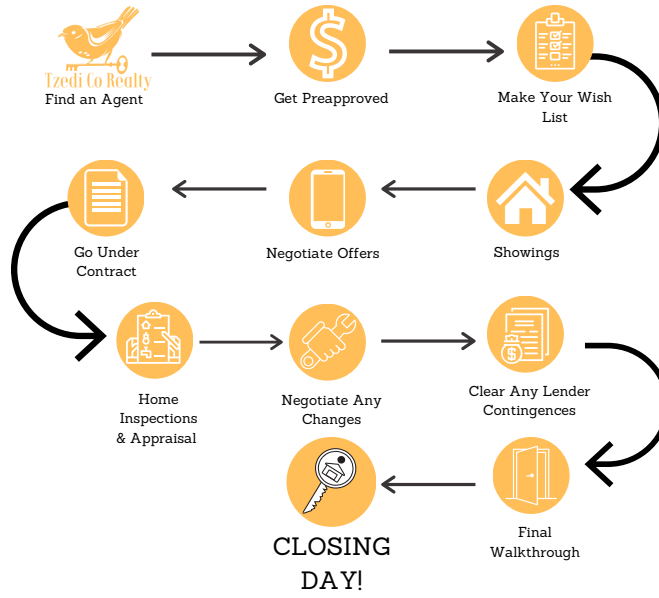 Tzedi Co Realty
Find an Agent
Get Preapproved
Make Your Wish
List
Showings
Negotiate Offers
Go Under
Contract
Home
Inspections
& Appraisal
Negotiate Any
Changes
Clear Any Lender
Contingences
Final
Walkthrough
CLOSING
DAY!